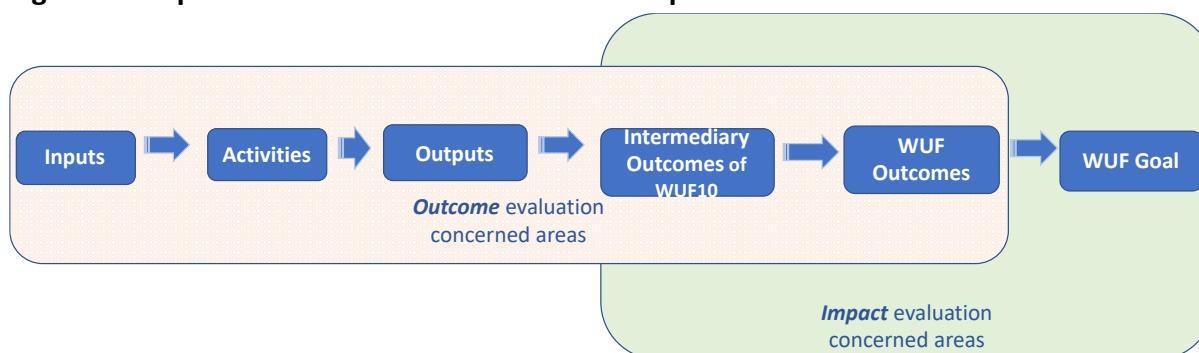 Inputs
Activities
Outputs
Intermediary
Outcomes of
WUF10
WUF
Outcomes
WUF Goal
Outcome evaluation
concerned areas
Impact evaluation
concerned areas